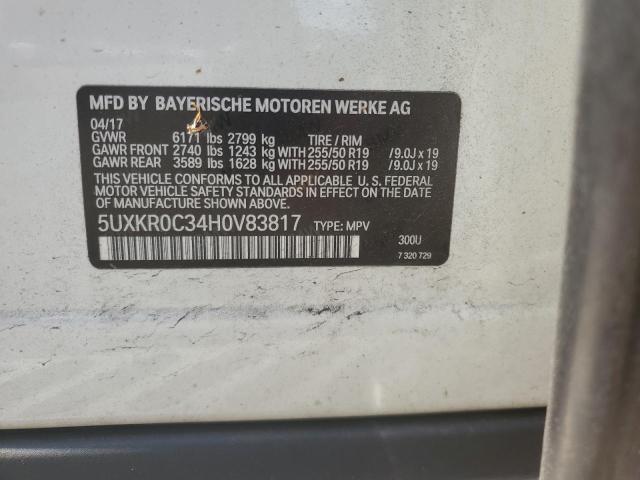 MFD BY BAYERISCHE MOTOREN WERKE AG
04/17
GVWR 6171 lbs 2799 kg TIRE / RIM
GAWR FRONT 2740 lbs 1243 kg WITH 255/50 R19 /9.0J x 19
GAWR REAR 3589 lbs 1628 kg WITH 255/50 R19 /9.0J x 19
THIS VEHICLE CONFORMS TO ALL APPLICABLE U. S. FEDERAL
MOTOR VEHICLE SAFETY STANDARDS IN EFFECT ON THE DATE
OF MANUFACTURE SHOWN ABOVE.
5UXKR0C34H0V83817 TYPE: MPV
300U
7 320 729